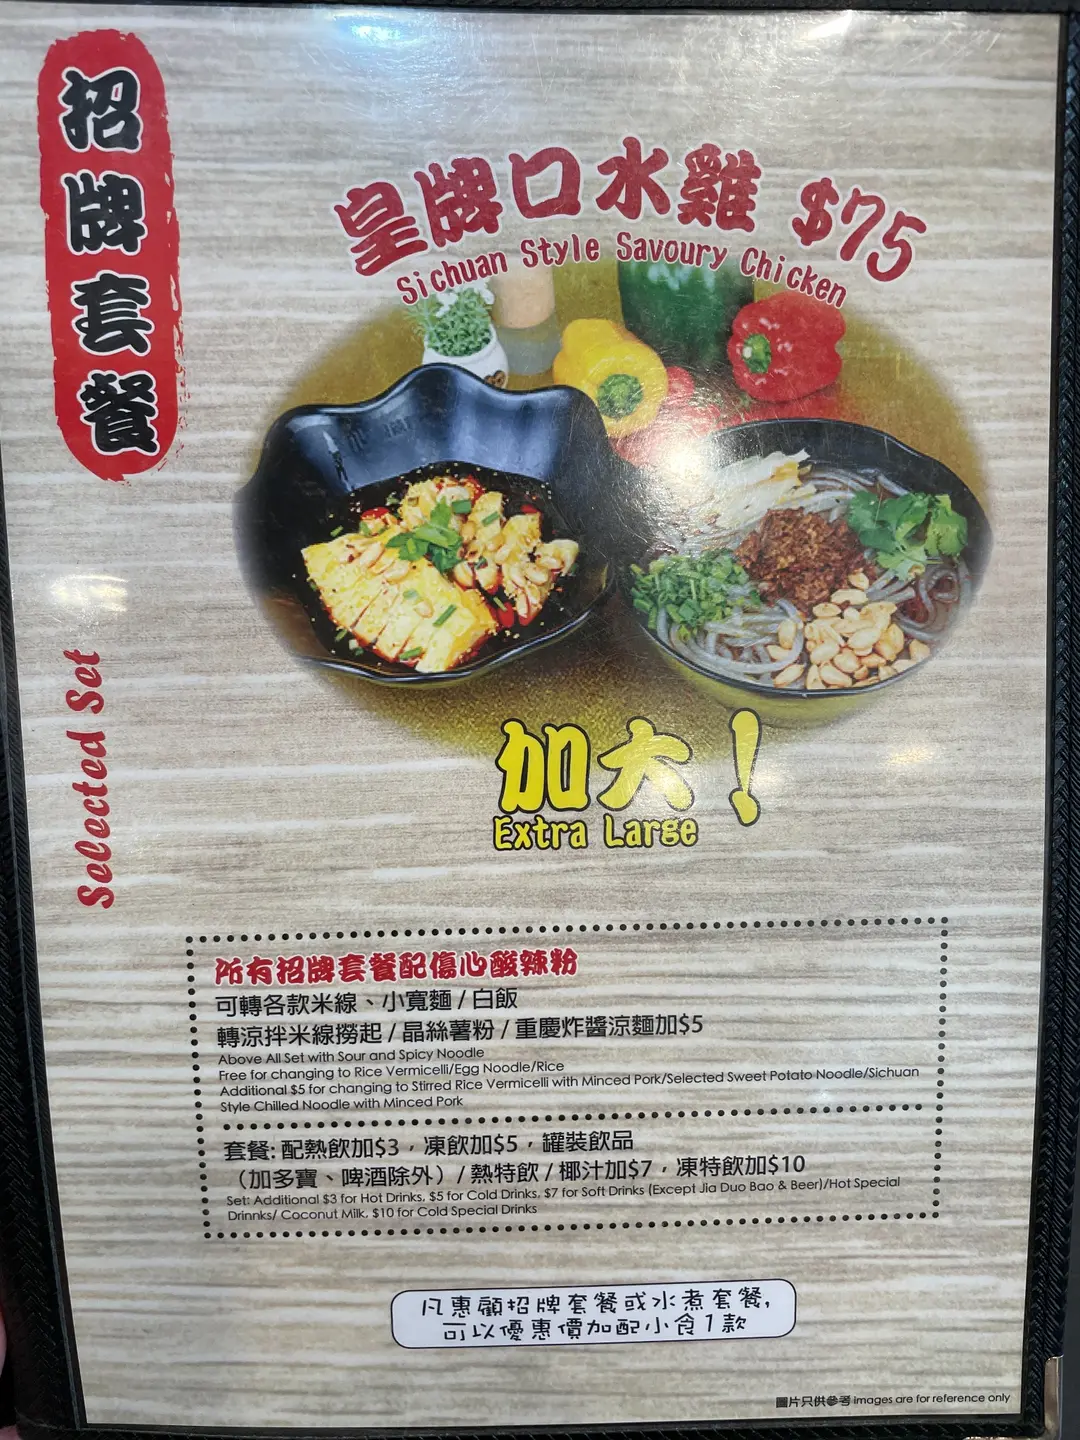 招牌套餐
Selected Set
皇牌口水雞 $75
Sichuan Style Savoury Chicken
加大！
Extra Large
所有招牌套餐配傷心酸辣粉
可轉各款米線、小寬麵 / 白飯
轉涼拌米線撈起 / 晶絲薯粉 / 重慶炸醬涼麵加$5
Above All Set with Sour and Spicy Noodle
Free for changing to Rice Vermicelli/Egg Noodle/Rice
Additional $5 for changing to Stirred Rice Vermicelli with Minced Pork/Selected Sweet Potato Noodle/Sichuan
Style Chilled Noodle with Minced Pork
套餐: 配熱飲加$3，凍飲加$5，罐裝飲品
（加多寶、啤酒除外）/ 熱特飲 / 椰汁加$7，凍特飲加$10
Set: Additional $3 for Hot Drinks, $5 for Cold Drinks, $7 for Soft Drinks (Except Jia Duo Bao & Beer)/Hot Special
Drinnks/ Coconut Milk, $10 for Cold Special Drinks
凡惠顧招牌套餐或水煮套餐,
可以優惠價加配小食1款
圖片只供參考 images are for reference only